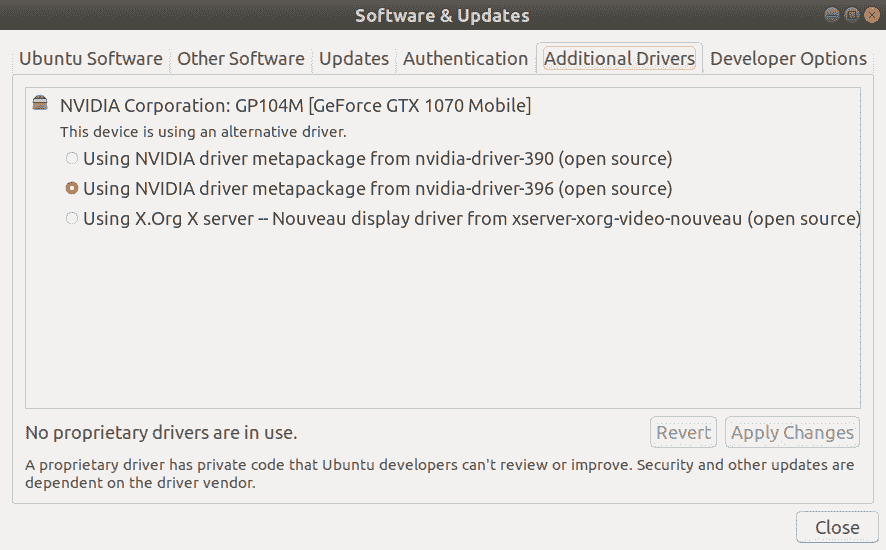 Software & Updates
Ubuntu Software Other Software Updates Authentication Additional Drivers Developer Options
NVIDIA Corporation: GP104M [GeForce GTX 1070 Mobile]
This device is using an alternative driver.
Using NVIDIA driver metapackage from nvidia-driver-390 (open source)
Using NVIDIA driver metapackage from nvidia-driver-396 (open source)
Using X.Org X server -- Nouveau display driver from xserver-xorg-video-nouveau (open source)
No proprietary drivers are in use.
Revert Apply Changes
A proprietary driver has private code that Ubuntu developers can't review or improve. Security and other updates are
dependent on the driver vendor.
Close